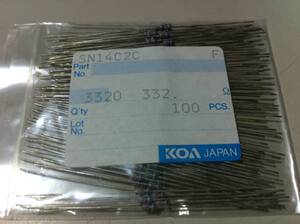 SN14C2C F
Part No.
3320 332. Ω
Q'ty 100 PCS.
Lot No.
KOA JAPAN